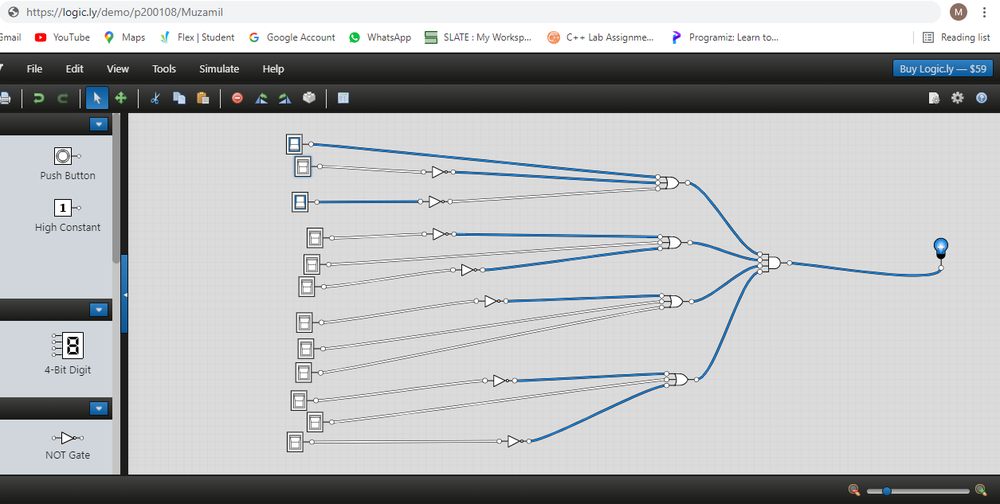 https://logic.ly/demo/p200108/Muzamil
M
YouTube
Maps
Flex | Student
Google Account
WhatsApp
SLATE : My Worksp...
C++ Lab Assignme...
Programiz: Learn to...
Reading list
File
Edit
View
Tools
Simulate
Help
Buy Logic.ly — $59
Push Button
1
High Constant
8
4-Bit Digit
NOT Gate